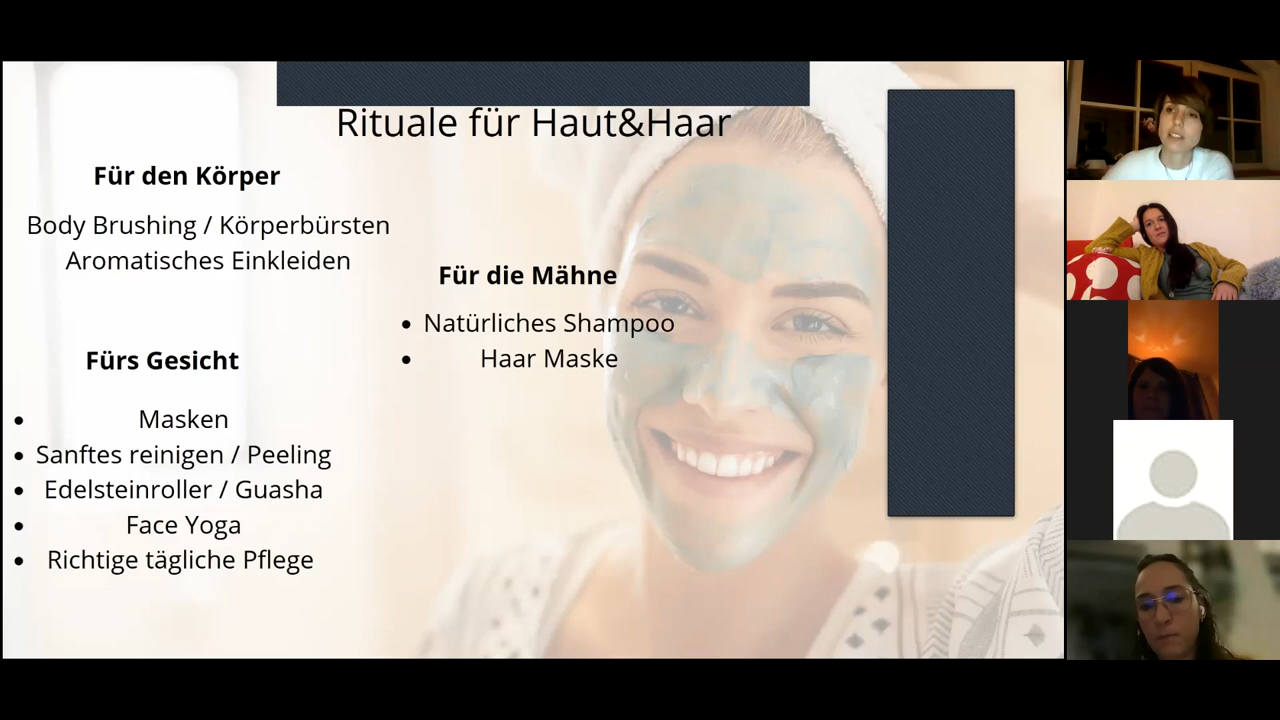 Rituale für Haut&Haar
Für den Körper
Body Brushing / Körperbürsten
Aromatisches Einkleiden
Für die Mähne
• Natürliches Shampoo
• Haar Maske
Fürs Gesicht
• Masken
• Sanftes reinigen / Peeling
• Edelsteinroller / Guasha
• Face Yoga
• Richtige tägliche Pflege